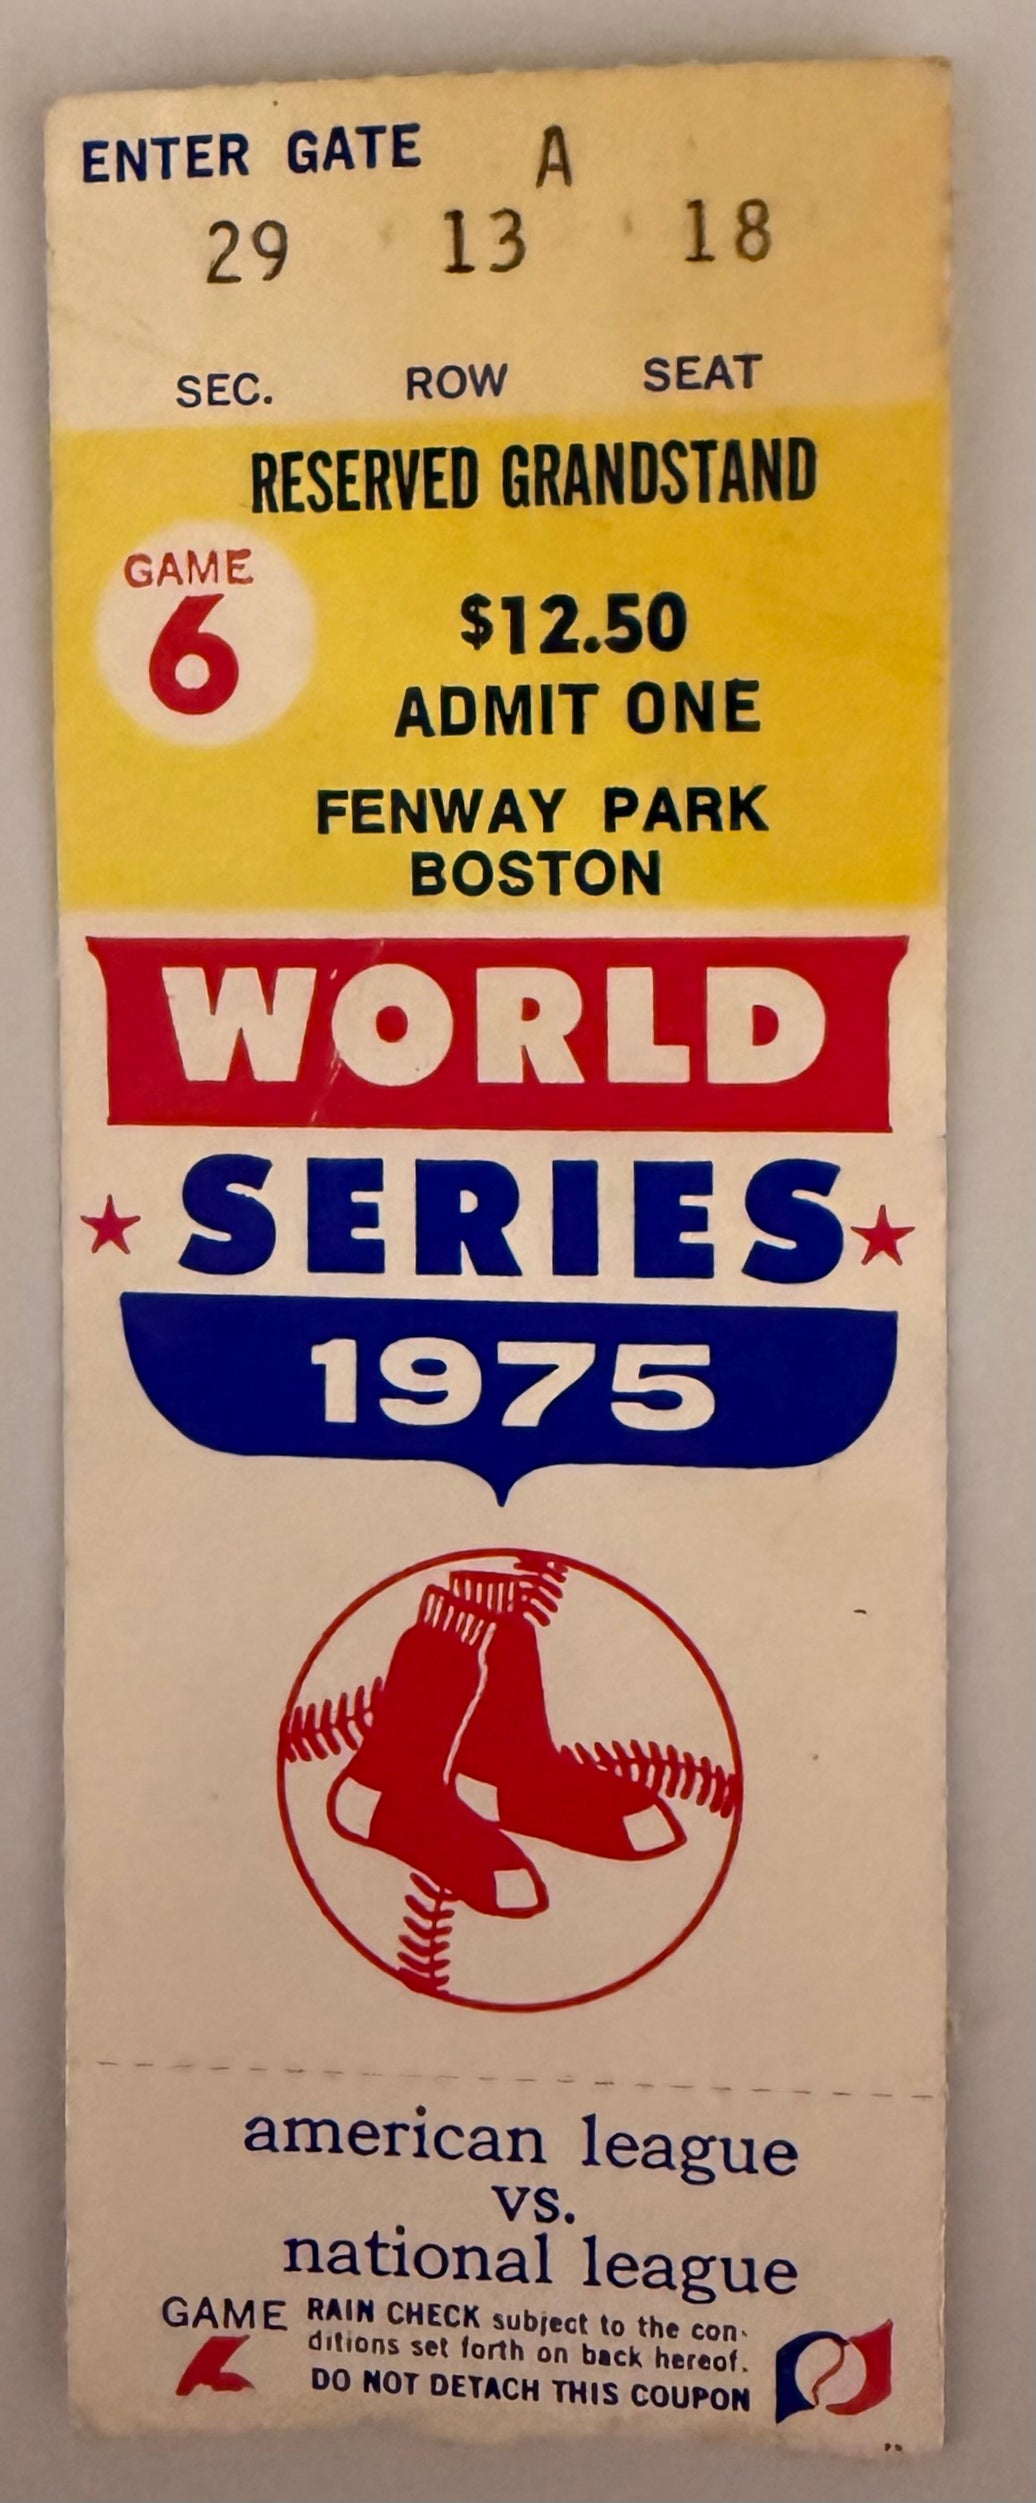 ENTER GATE A
29 13 18
SEC. ROW SEAT
RESERVED GRANDSTAND
GAME
6
$12.50
ADMIT ONE
FENWAY PARK
BOSTON
WORLD
SERIES
1975
american league
vs.
national league
GAME
RAIN CHECK subject to the con-
ditions set forth on back hereof.
DO NOT DETACH THIS COUPON